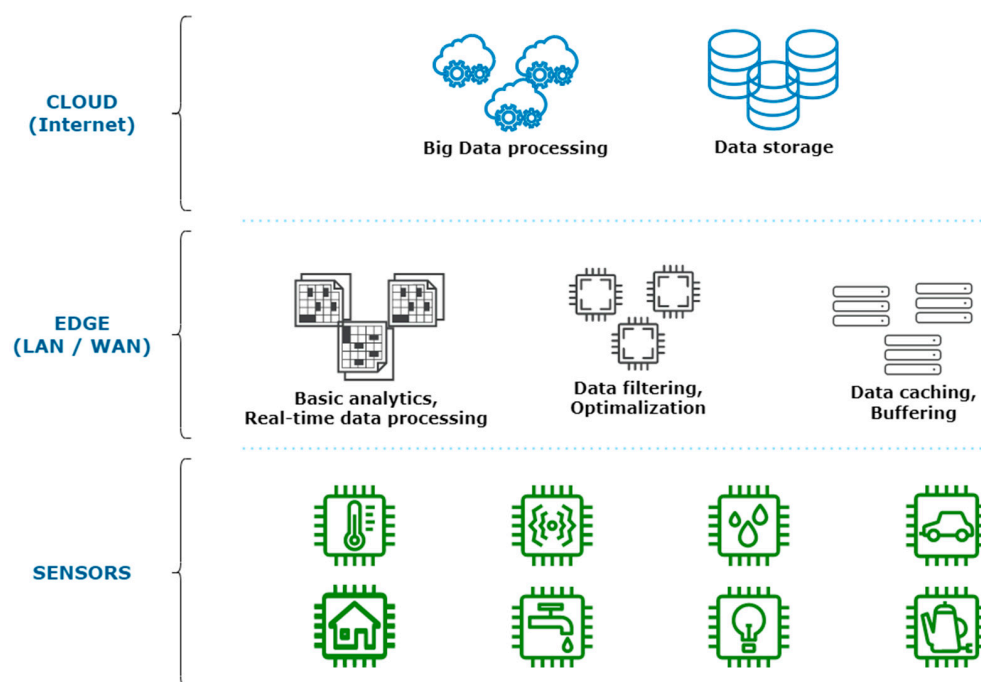 CLOUD
(Internet)
Big Data processing
Data storage
EDGE
(LAN / WAN)
Basic analytics,
Real-time data processing
Data filtering,
Optimalization
Data caching,
Buffering
SENSORS